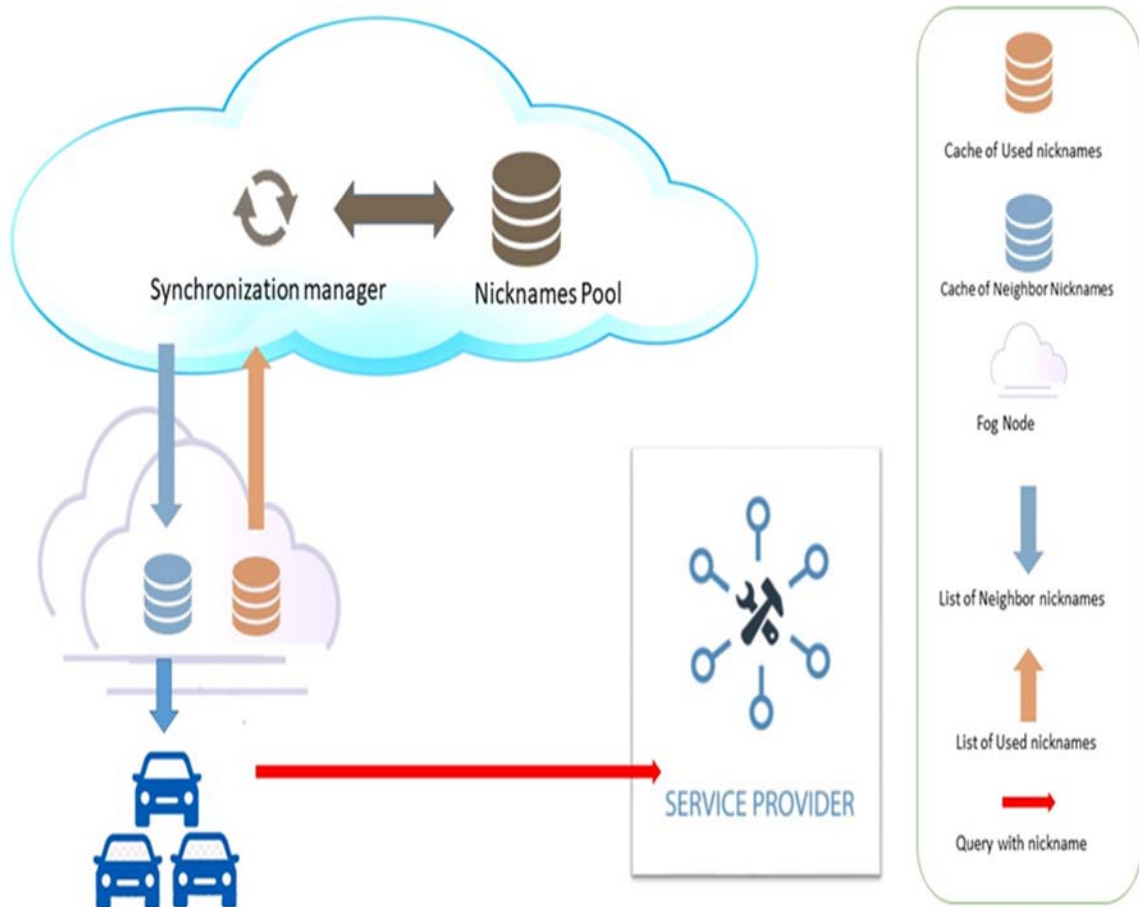 Synchronization manager
Nicknames Pool
SERVICE PROVIDER
Cache of Used nicknames
Cache of Neighbor Nicknames
Fog Node
List of Neighbor nicknames
List of Used nicknames
Query with nickname